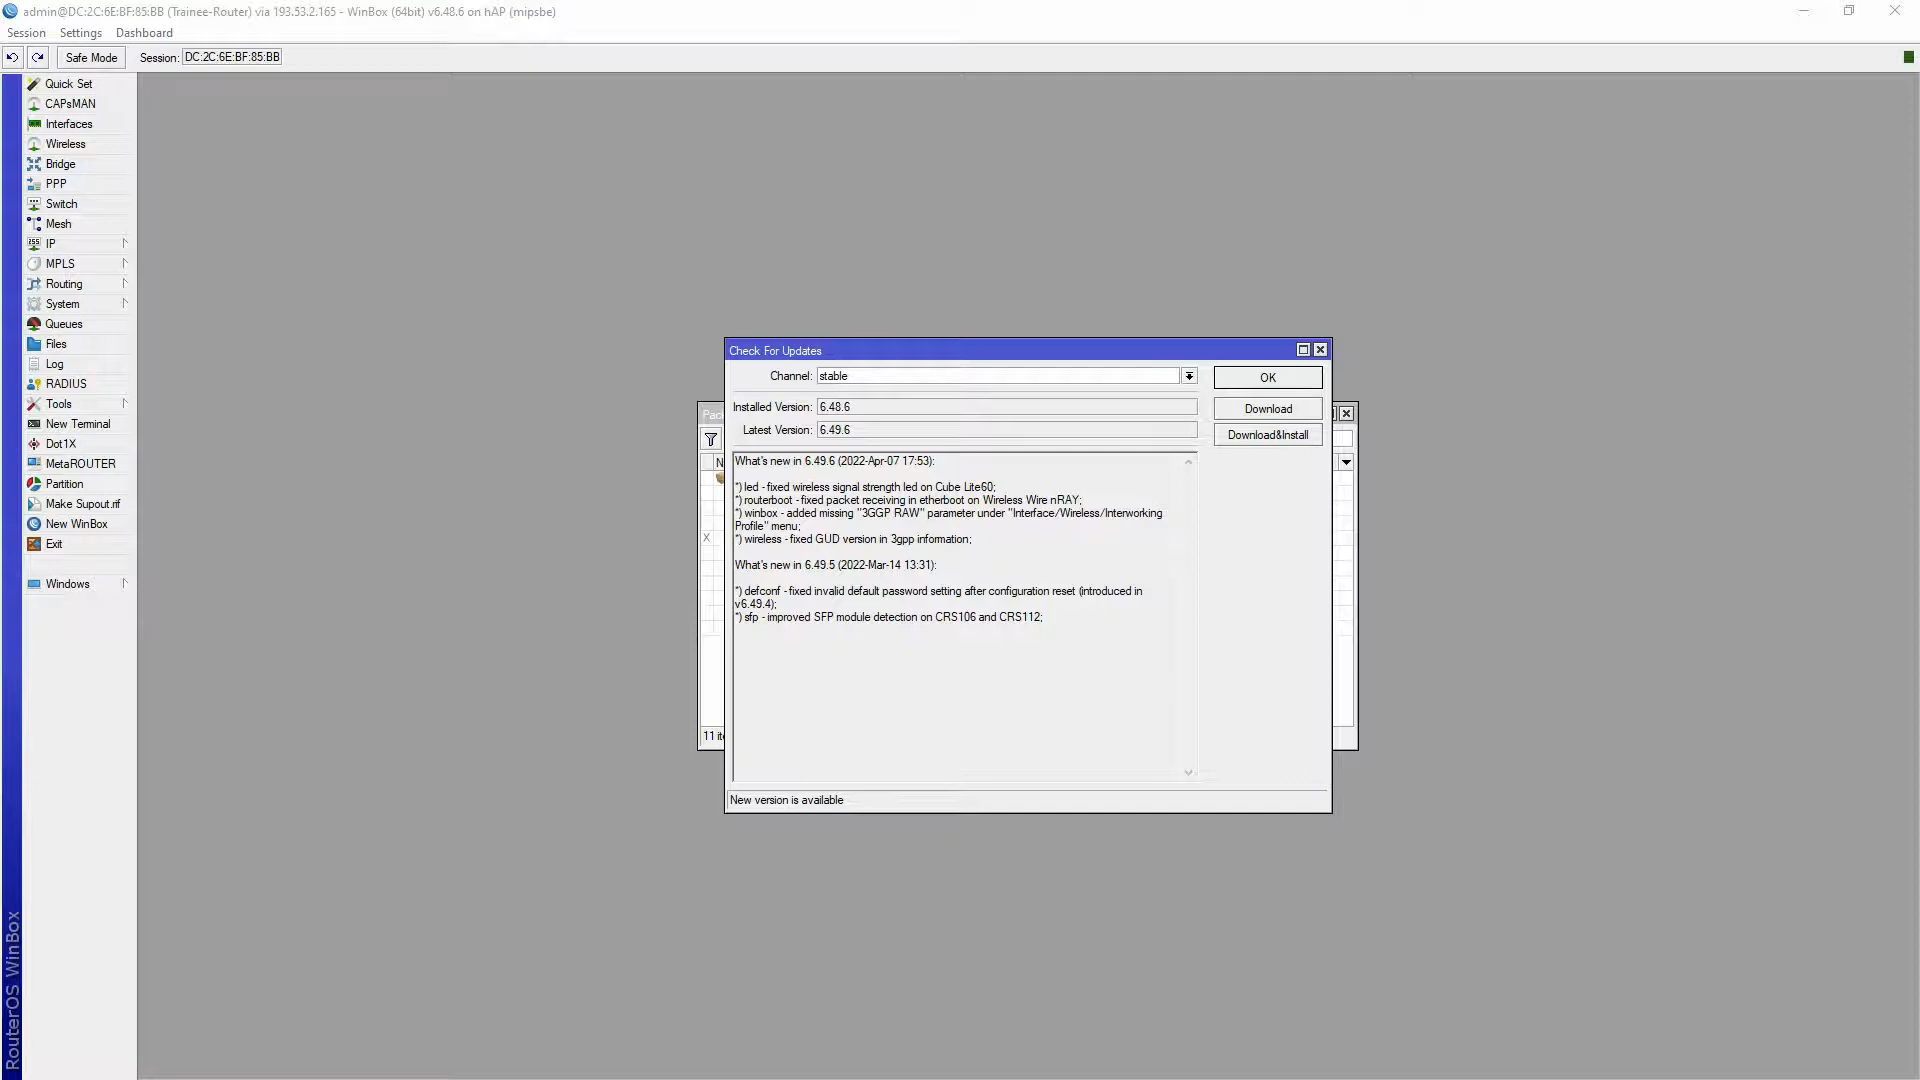 admin@DC:2C:6E:BF:85:BB (Trainee-Router) via 193.53.2.165 - WinBox (64bit) v6.48.6 on hAP (mipsbe)
Session Settings Dashboard
Safe Mode Session: DC:2C:6E:BF:85:BB
Quick Set
CAPsMAN
Interfaces
Wireless
Bridge
PPP
Switch
Mesh
IP
MPLS
Routing
System
Queues
Files
Log
RADIUS
Tools
New Terminal
Dot1X
MetaROUTER
Partition
Make Supout.rif
New WinBox
Exit
Windows
RouterOS WinBox
Check For Updates
Channel: stable
OK
Installed Version: 6.48.6
Download
Latest Version: 6.49.6
Download&Install
What's new in 6.49.6 (2022-Apr-07 17:53):
*) led - fixed wireless signal strength led on Cube Lite60;
*) routerboot - fixed packet receiving in etherboot on Wireless Wire nRAY;
*) winbox - added missing "3GGP RAW" parameter under "Interface/Wireless/Interworking
Profile" menu;
*) wireless - fixed GUD version in 3gpp information;
What's new in 6.49.5 (2022-Mar-14 13:31):
*) defconf - fixed invalid default password setting after configuration reset (introduced in
v6.49.4);
*) sfp - improved SFP module detection on CRS106 and CRS112;
New version is available
Pac
N
X
11 it